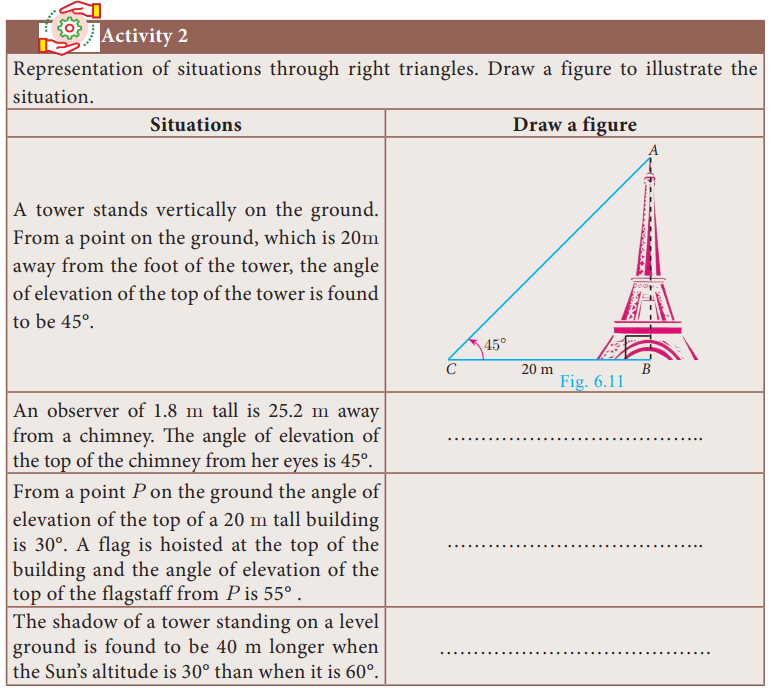 Activity 2
Representation of situations through right triangles. Draw a figure to illustrate the
situation.
Situations
Draw a figure
A tower stands vertically on the ground.
From a point on the ground, which is 20m
away from the foot of the tower, the angle
of elevation of the top of the tower is found
to be 45°.
A
45°
C
20 m
B
Fig. 6.11
An observer of 1.8 m tall is 25.2 m away
from a chimney. The angle of elevation of
the top of the chimney from her eyes is 45°.
…………………………………..
From a point P on the ground the angle of
elevation of the top of a 20 m tall building
is 30°. A flag is hoisted at the top of the
building and the angle of elevation of the
top of the flagstaff from P is 55° .
…………………………………..
The shadow of a tower standing on a level
ground is found to be 40 m longer when
the Sun’s altitude is 30° than when it is 60°.
…………………………………….